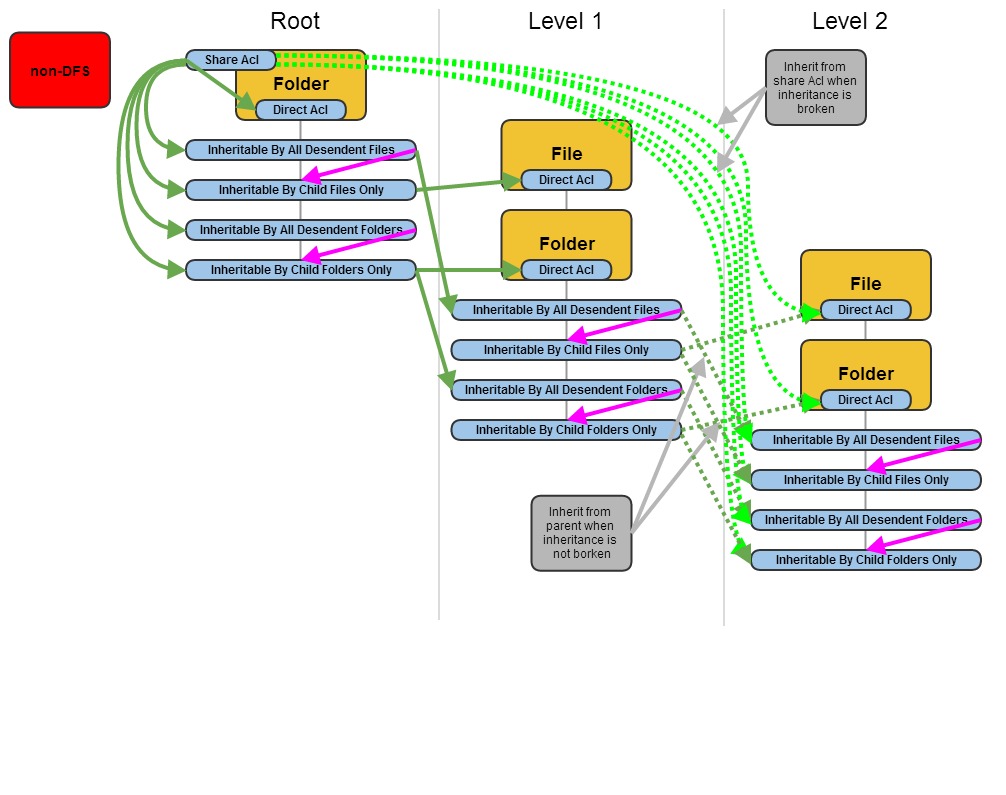 Root
Level 1
Level 2
non-DFS
Share Acl
Folder
Direct Acl
Inheritable By All Desendent Files
Inheritable By Child Files Only
Inheritable By All Desendent Folders
Inheritable By Child Folders Only
File
Direct Acl
Folder
Direct Acl
Inheritable By All Desendent Files
Inheritable By Child Files Only
Inheritable By All Desendent Folders
Inheritable By Child Folders Only
Inherit from
parent when
inheritance is
not borken
Inherit from
share Acl when
inheritance is
broken
File
Direct Acl
Folder
Direct Acl
Inheritable By All Desendent Files
Inheritable By Child Files Only
Inheritable By All Desendent Folders
Inheritable By Child Folders Only